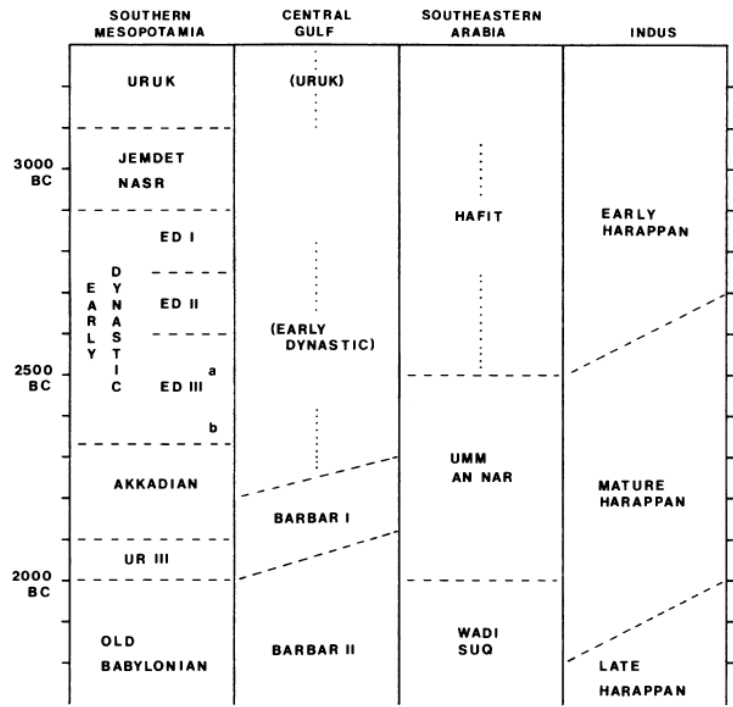 SOUTHERN MESOPOTAMIA
CENTRAL GULF
SOUTHEASTERN ARABIA
INDUS
3000 BC
2500 BC
2000 BC
URUK
JEMDET
NASR
EARLY
DYNASTIC
ED I
ED II
a
ED III
b
AKKADIAN
UR III
OLD
BABYLONIAN
(URUK)
(EARLY
DYNASTIC)
BARBAR I
BARBAR II
HAFIT
UMM
AN NAR
WADI
SUQ
EARLY
HARAPPAN
MATURE
HARAPPAN
LATE
HARAPPAN